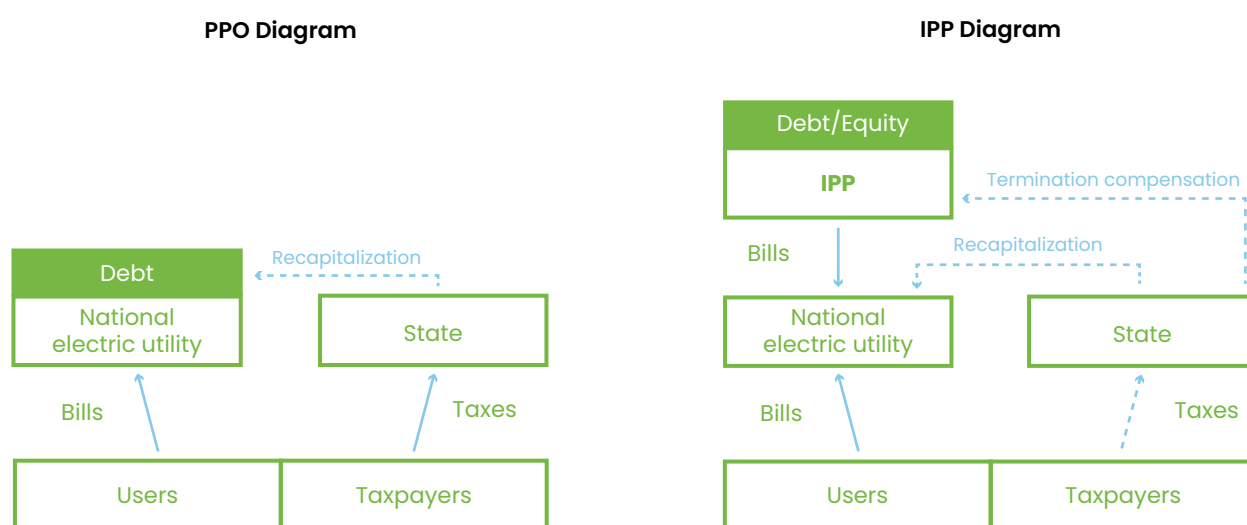 PPO Diagram
Debt
National
electric utility
Recapitalization
State
Bills
Taxes
Users
Taxpayers
IPP Diagram
Debt/Equity
IPP
Termination compensation
Bills
Recapitalization
National
electric utility
State
Bills
Taxes
Users
Taxpayers